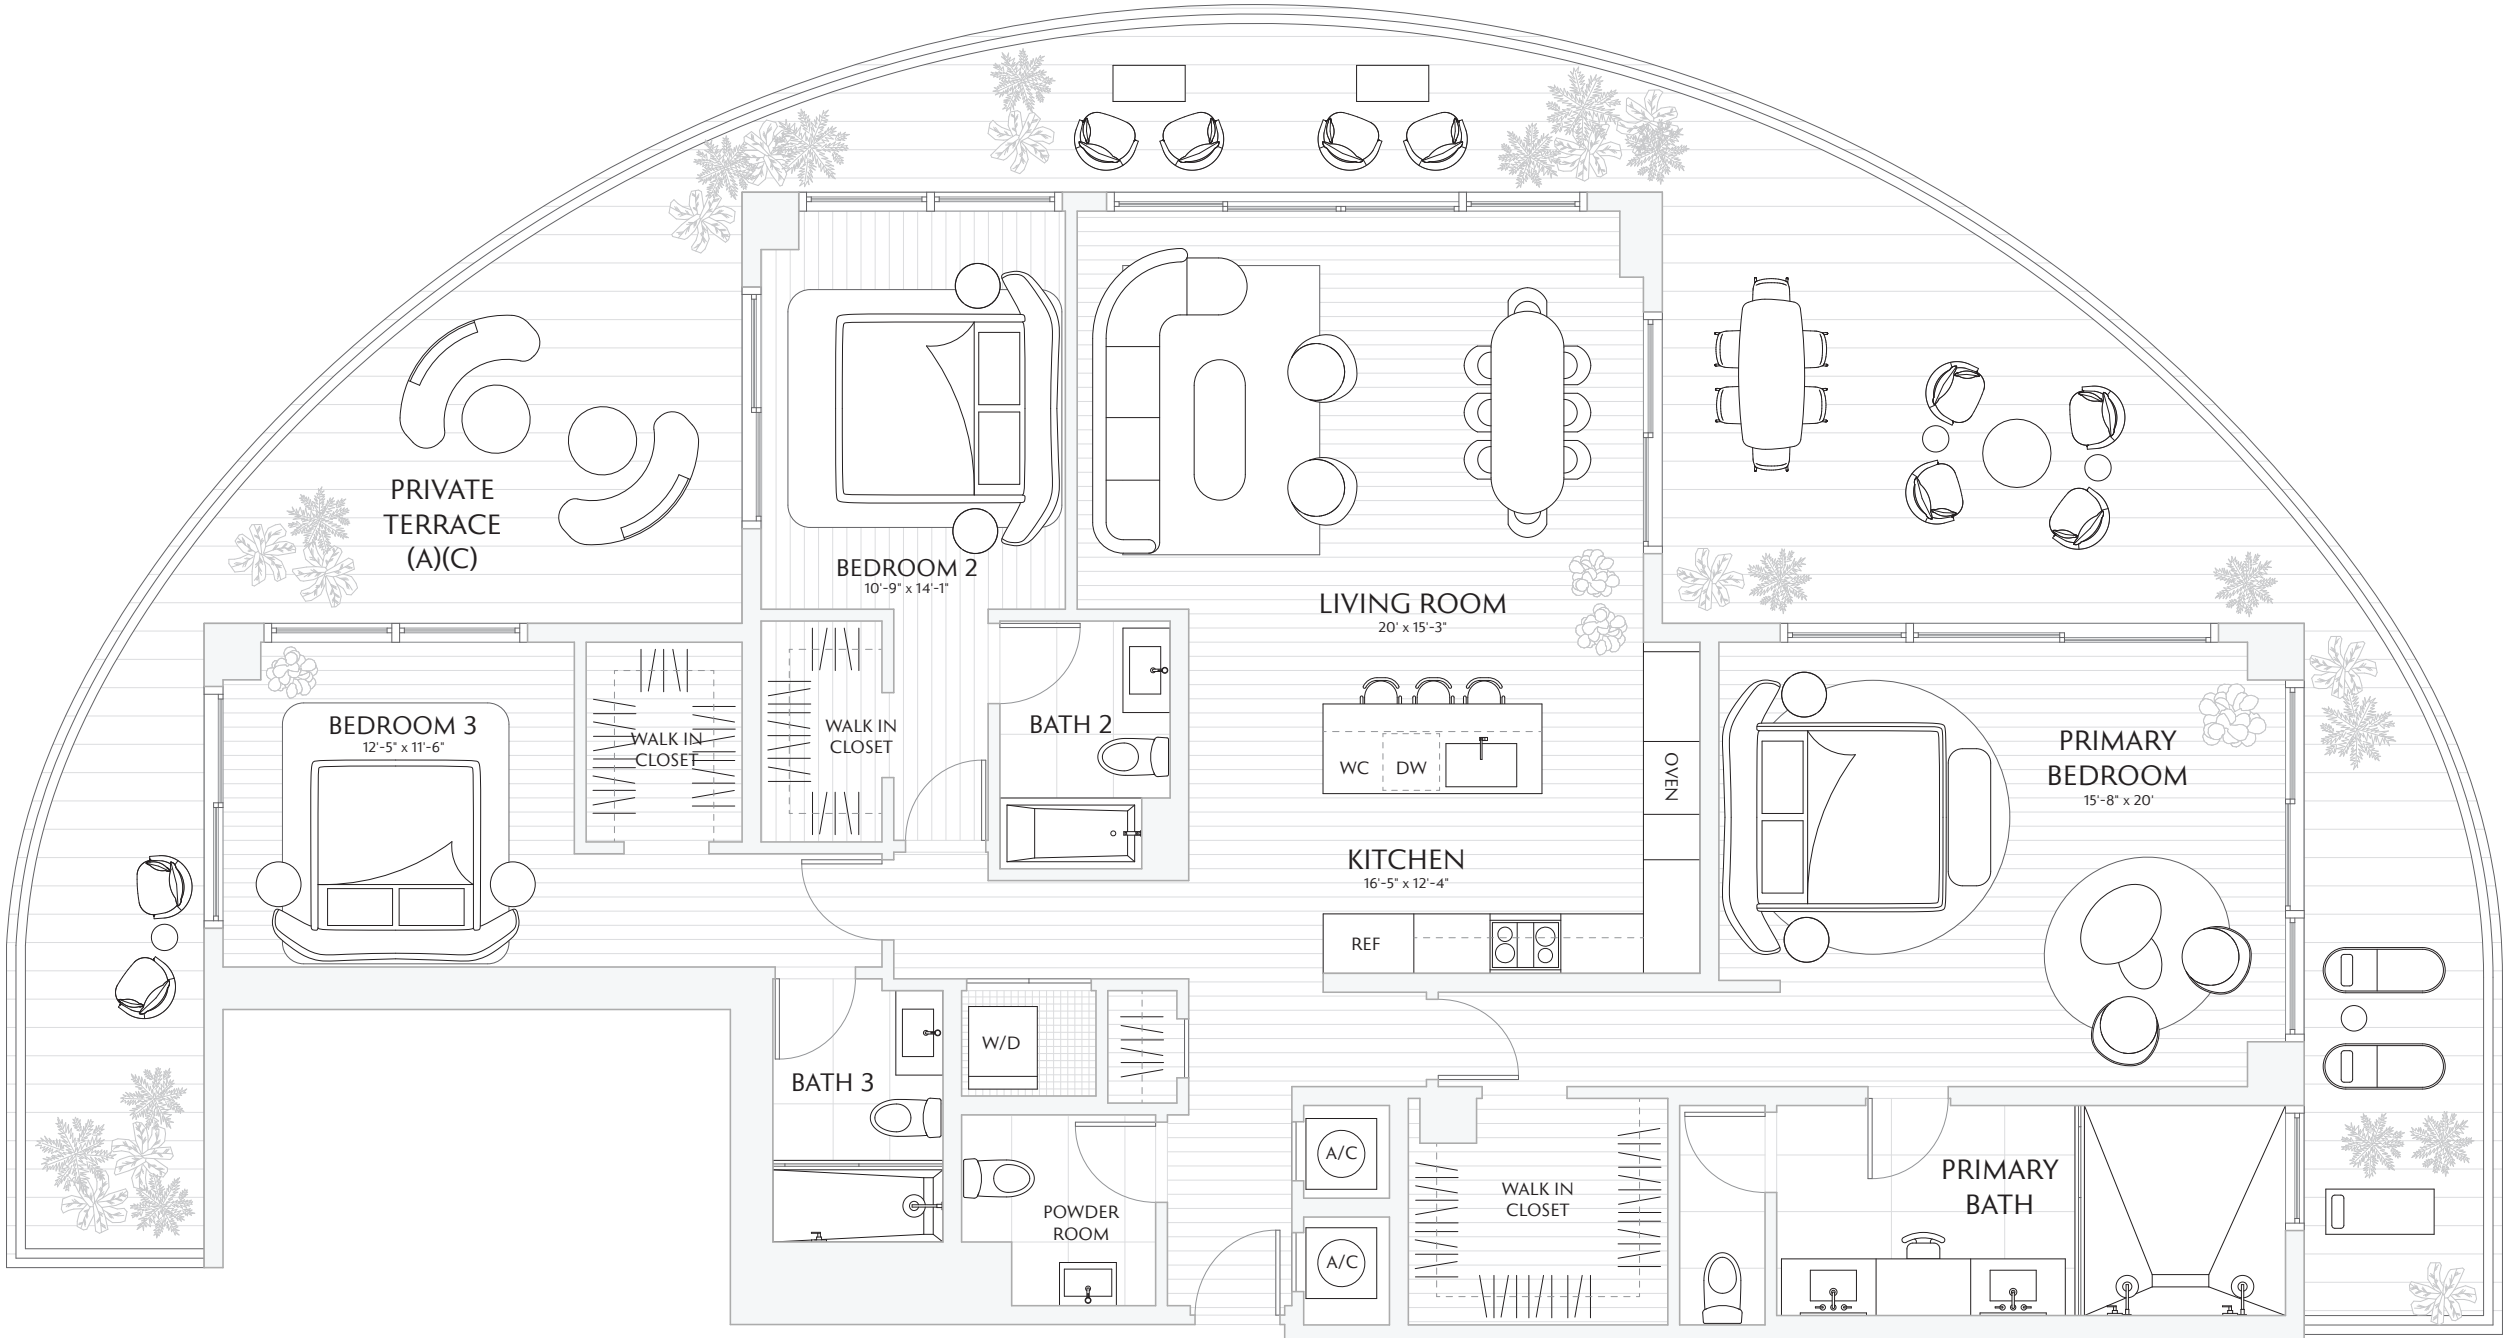 PRIVATE
TERRACE
(A)(C)
BEDROOM 2
10'-9" x 14'-1"
LIVING ROOM
20' x 15'-3"
BEDROOM 3
12'-5" x 11'-6"
WALK IN
CLOSET
WALK IN
CLOSET
BATH 2
WC
DW
OVEN
PRIMARY
BEDROOM
15'-8" x 20'
KITCHEN
16'-5" x 12'-4"
REF
W/D
BATH 3
POWDER
ROOM
A/C
A/C
WALK IN
CLOSET
PRIMARY
BATH